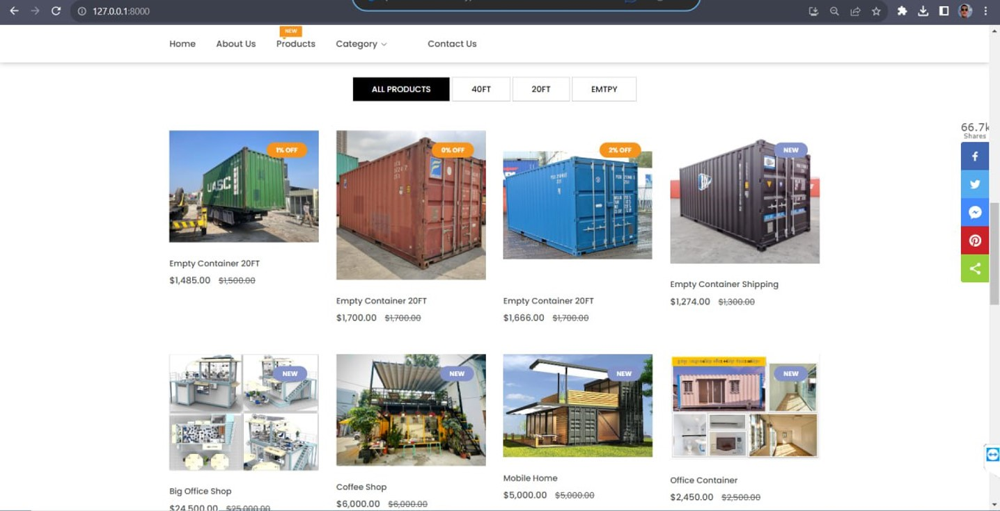 127.0.0.1:8000
NEW
Home About Us Products Category Contact Us
ALL PRODUCTS 40FT 20FT EMTPY
66.7k
Shares
1% OFF
0% OFF
2% OFF
NEW
UASC
Empty Container 20FT
$1,485.00 $1,500.00
Empty Container 20FT
$1,700.00 $1,700.00
Empty Container 20FT
$1,666.00 $1,700.00
Empty Container Shipping
$1,274.00 $1,300.00
NEW
NEW
NEW
NEW
Big Office Shop
$24,500.00 $25,000.00
Coffee Shop
$6,000.00 $6,000.00
Mobile Home
$5,000.00 $5,000.00
Office Container
$2,450.00 $2,500.00